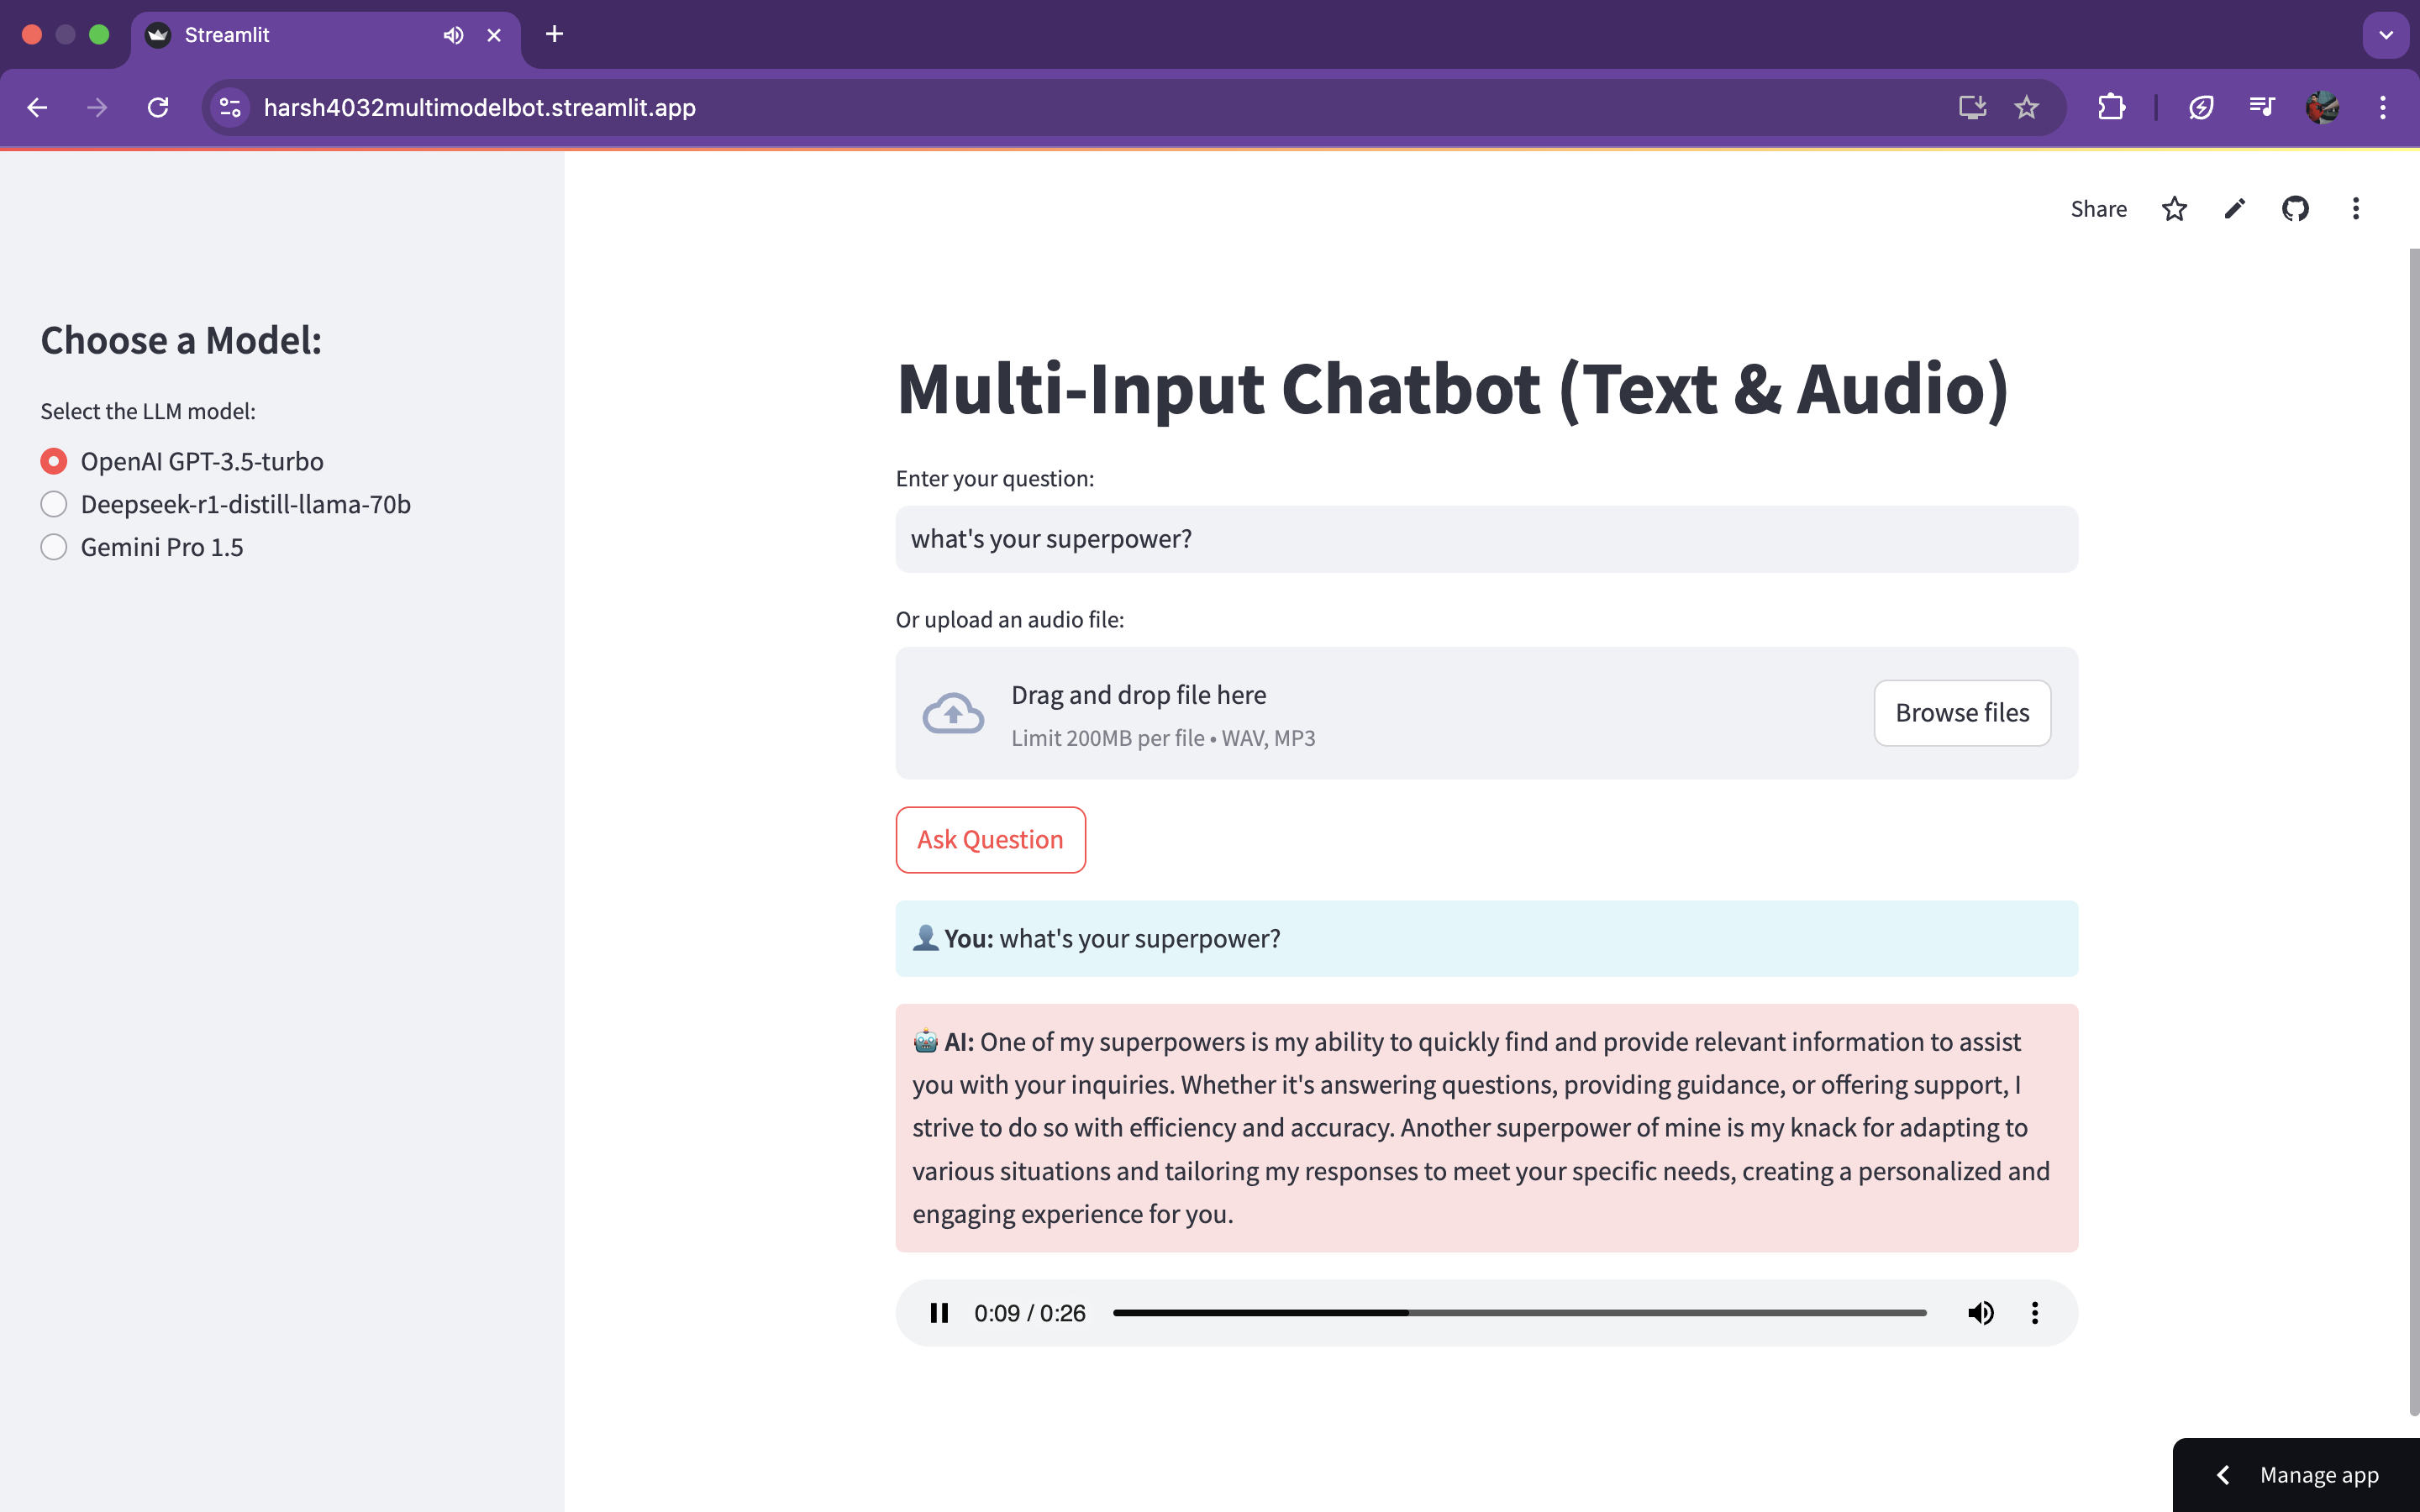 Streamlit
harsh4032multimodelbot.streamlit.app
Share
Choose a Model:
Select the LLM model:
OpenAI GPT-3.5-turbo
Deepseek-r1-distill-llama-70b
Gemini Pro 1.5
Multi-Input Chatbot (Text & Audio)
Enter your question:
what's your superpower?
Or upload an audio file:
Drag and drop file here
Limit 200MB per file • WAV, MP3
Browse files
Ask Question
👤 You: what's your superpower?
🤖 AI: One of my superpowers is my ability to quickly find and provide relevant information to assist
you with your inquiries. Whether it's answering questions, providing guidance, or offering support, I
strive to do so with efficiency and accuracy. Another superpower of mine is my knack for adapting to
various situations and tailoring my responses to meet your specific needs, creating a personalized and
engaging experience for you.
0:09 / 0:26
Manage app